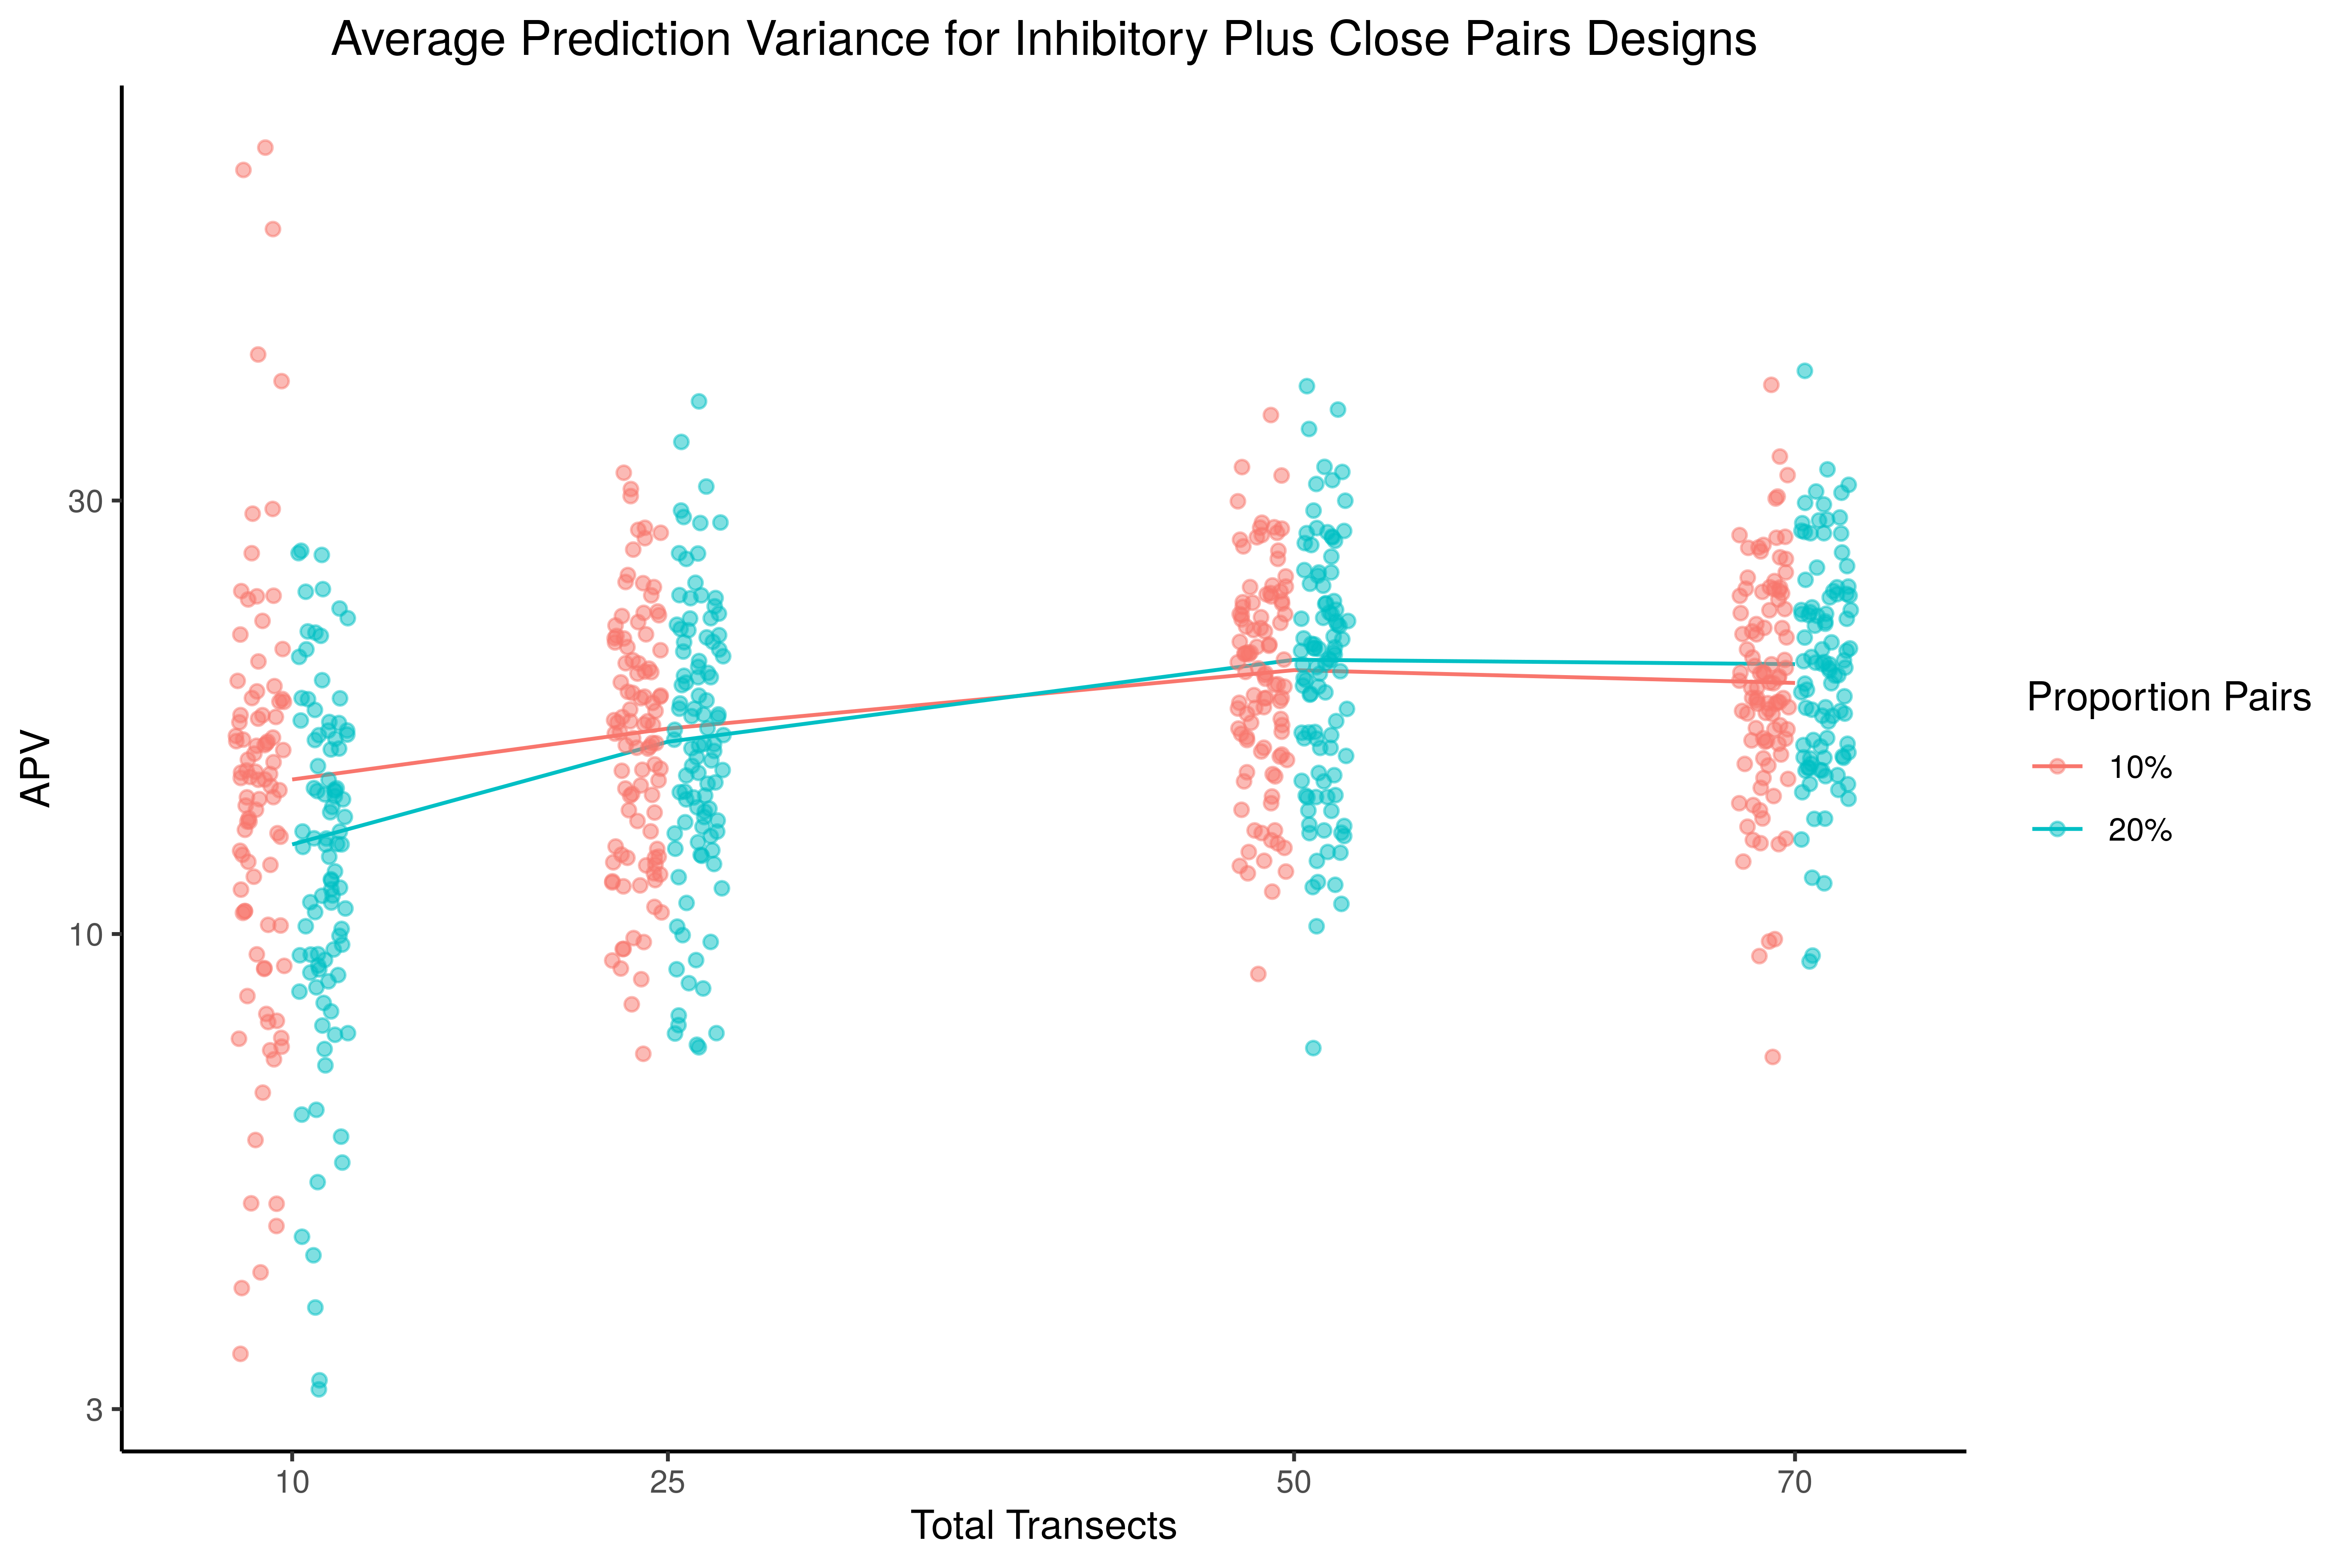 Average Prediction Variance for Inhibitory Plus Close Pairs Designs
APV
30
10
3
10 25 50 70
Total Transects
Proportion Pairs
10%
20%